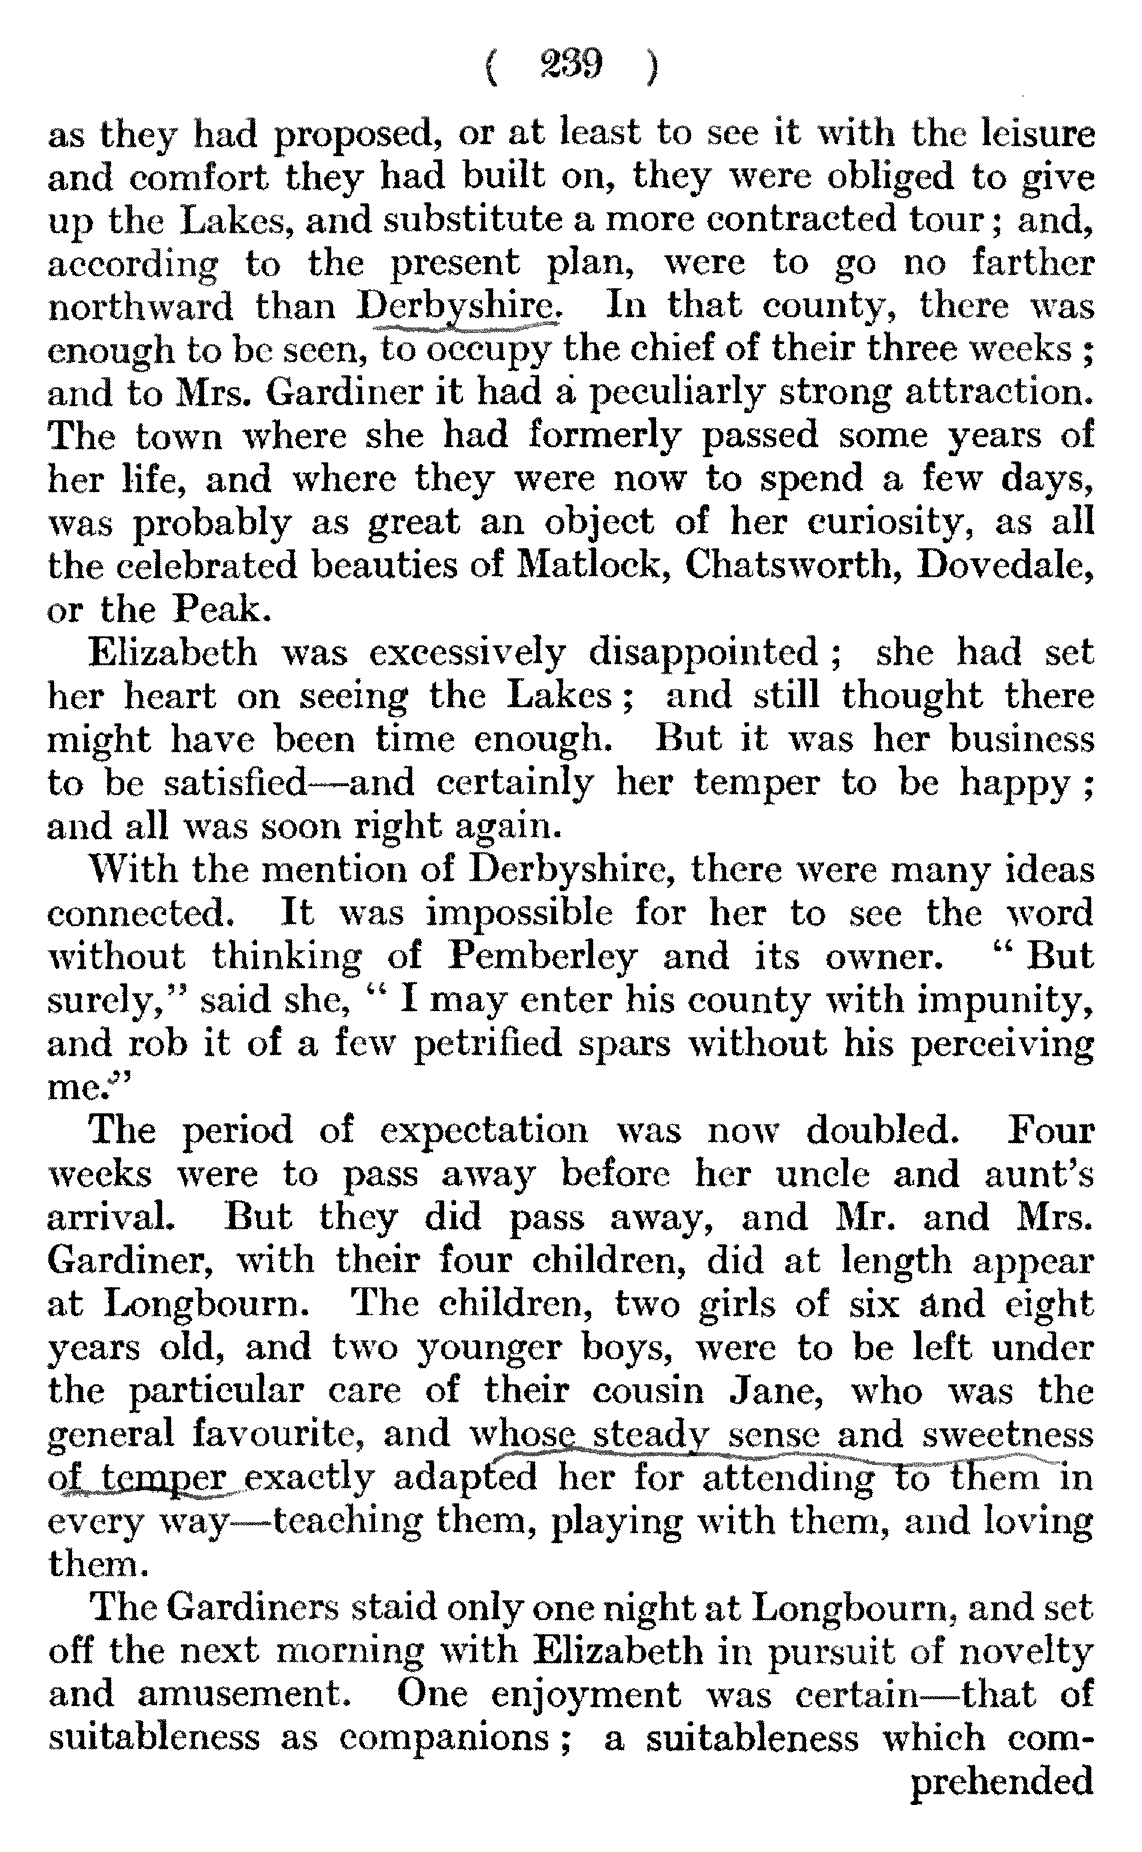 ( 239 )
as they had proposed, or at least to see it with the leisure
and comfort they had built on, they were obliged to give
up the Lakes, and substitute a more contracted tour ; and,
according to the present plan, were to go no farther
northward than Derbyshire. In that county, there was
enough to be seen, to occupy the chief of their three weeks ;
and to Mrs. Gardiner it had a peculiarly strong attraction.
The town where she had formerly passed some years of
her life, and where they were now to spend a few days,
was probably as great an object of her curiosity, as all
the celebrated beauties of Matlock, Chatsworth, Dovedale,
or the Peak.
Elizabeth was excessively disappointed ; she had set
her heart on seeing the Lakes ; and still thought there
might have been time enough. But it was her business
to be satisfied—and certainly her temper to be happy ;
and all was soon right again.
With the mention of Derbyshire, there were many ideas
connected. It was impossible for her to see the word
without thinking of Pemberley and its owner. “ But
surely,” said she, “ I may enter his county with impunity,
and rob it of a few petrified spars without his perceiving
me.”
The period of expectation was now doubled. Four
weeks were to pass away before her uncle and aunt’s
arrival. But they did pass away, and Mr. and Mrs.
Gardiner, with their four children, did at length appear
at Longbourn. The children, two girls of six and eight
years old, and two younger boys, were to be left under
the particular care of their cousin Jane, who was the
general favourite, and whose steady sense and sweetness
of temper exactly adapted her for attending to them in
every way—teaching them, playing with them, and loving
them.
The Gardiners staid only one night at Longbourn, and set
off the next morning with Elizabeth in pursuit of novelty
and amusement. One enjoyment was certain—that of
suitableness as companions ; a suitableness which com-
prehended